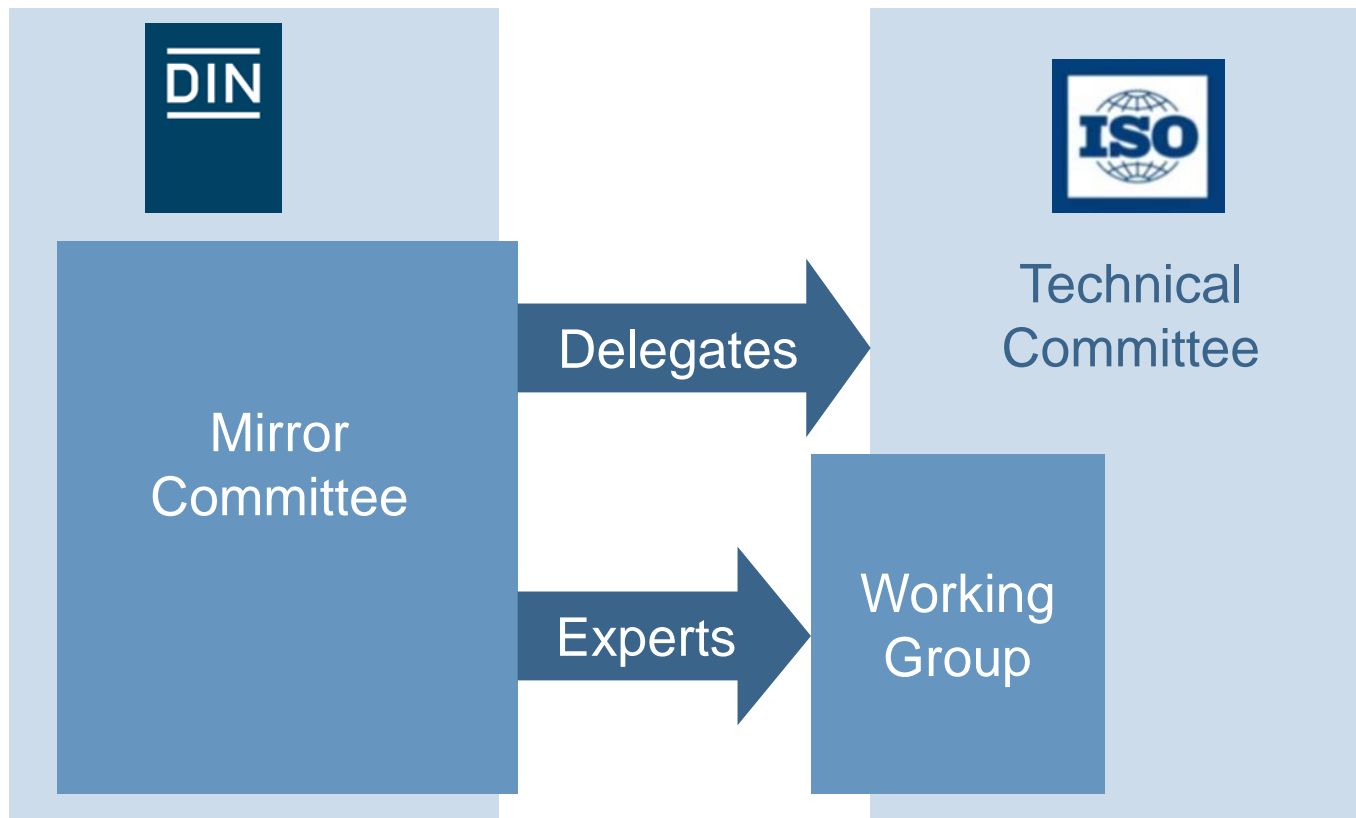 DIN
ISO
Technical
Committee
Delegates
Mirror
Committee
Experts
Working
Group